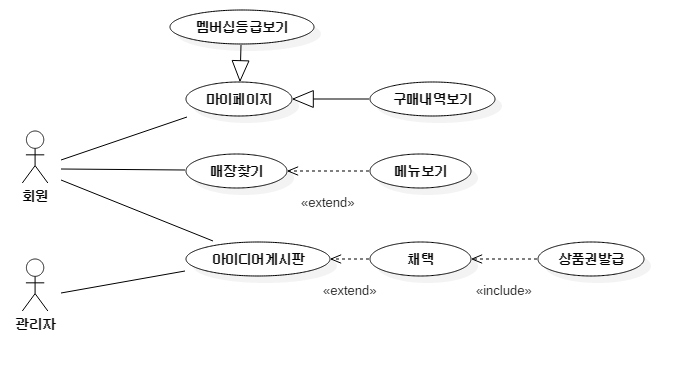 멤버십등급보기
마이페이지
구매내역보기
회원
매장찾기
메뉴보기
«extend»
아이디어게시판
채택
상품권발급
«extend»
«include»
관리자